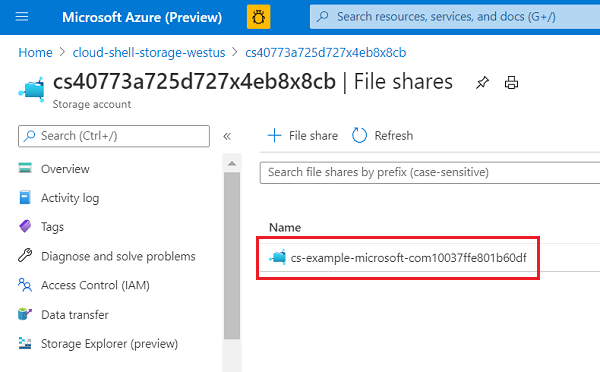 Microsoft Azure (Preview)
Search resources, services, and docs (G+/)
Home > cloud-shell-storage-westus > cs40773a725d727x4eb8x8cb
cs40773a725d727x4eb8x8cb | File shares
Storage account
Search (Ctrl+/)
«
+ File share
Refresh
Search file shares by prefix (case-sensitive)
Overview
Activity log
Tags
Diagnose and solve problems
Access Control (IAM)
Data transfer
Storage Explorer (preview)
Name
cs-example-microsoft-com10037ffe801b60df